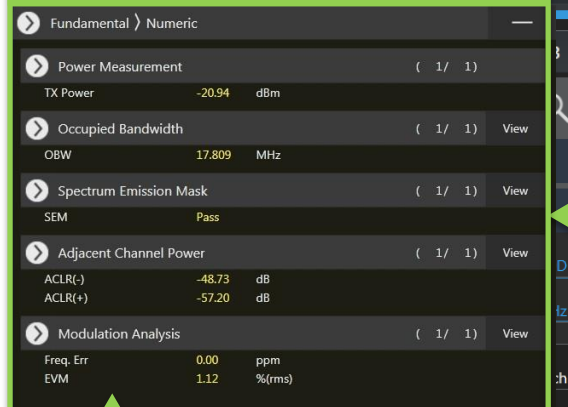 Fundamental 〉 Numeric —
Power Measurement ( 1/ 1)
TX Power -20.94 dBm
Occupied Bandwidth ( 1/ 1) View
OBW 17.809 MHz
Spectrum Emission Mask ( 1/ 1) View
SEM Pass
Adjacent Channel Power ( 1/ 1) View
ACLR(-) -48.73 dB
ACLR(+) -57.20 dB
Modulation Analysis ( 1/ 1) View
Freq. Err 0.00 ppm
EVM 1.12 %(rms)